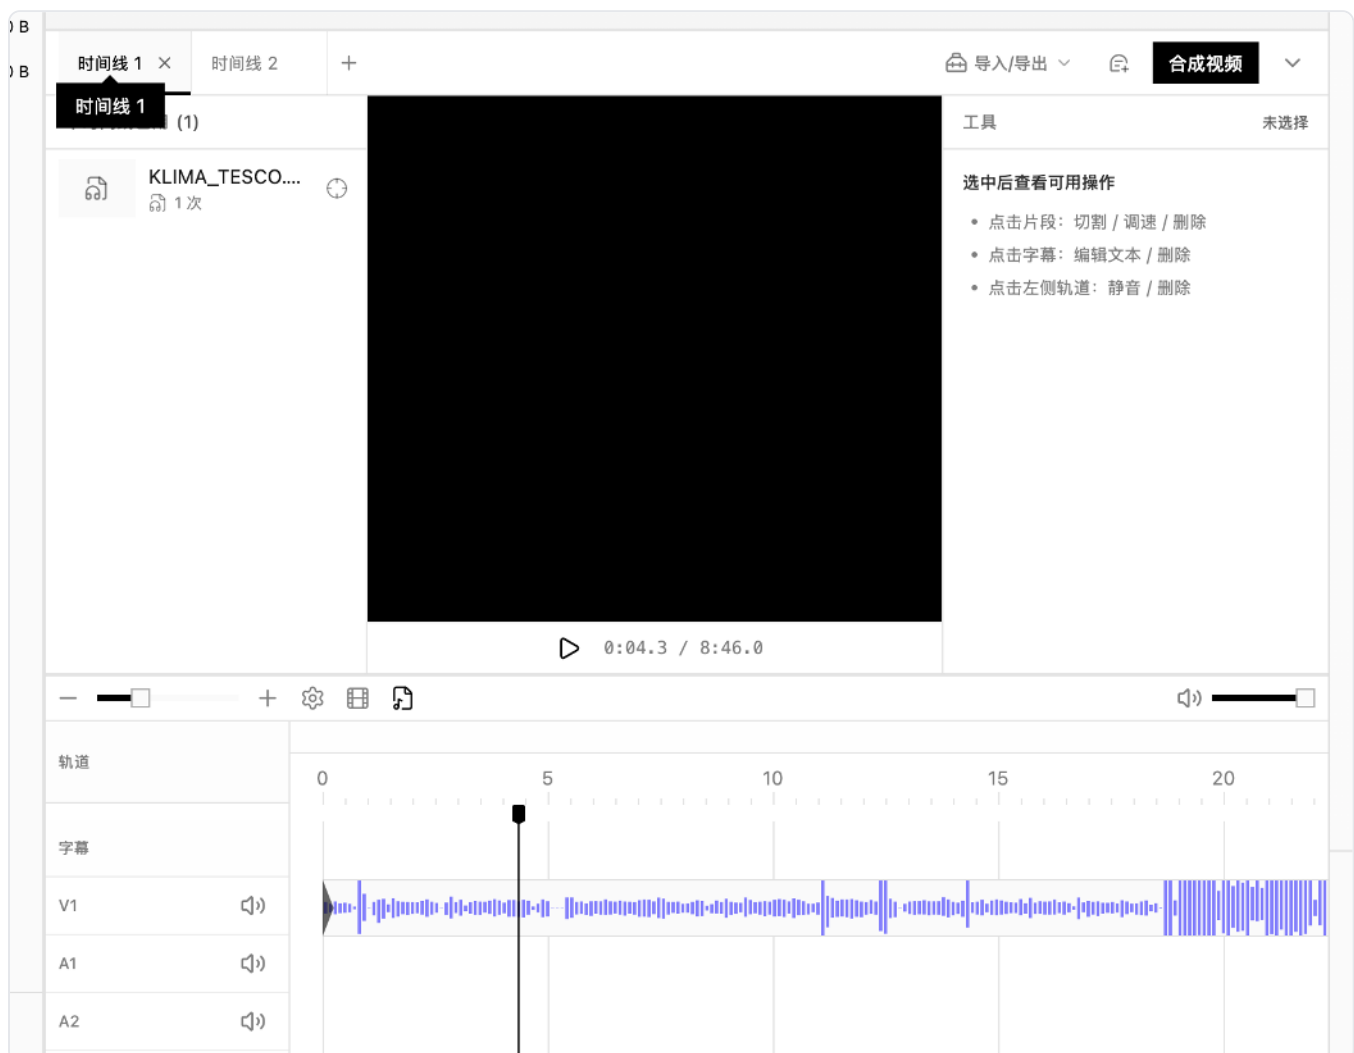 B
B
时间线 1
时间线 2
导入/导出
合成视频
时间线 1
(1)
工具
未选择
KLIMA_TESCO....
1 次
选中后查看可用操作
• 点击片段：切割 / 调速 / 删除
• 点击字幕：编辑文本 / 删除
• 点击左侧轨道：静音 / 删除
0:04.3 / 8:46.0
轨道
0 5 10 15 20
字幕
V1
A1
A2